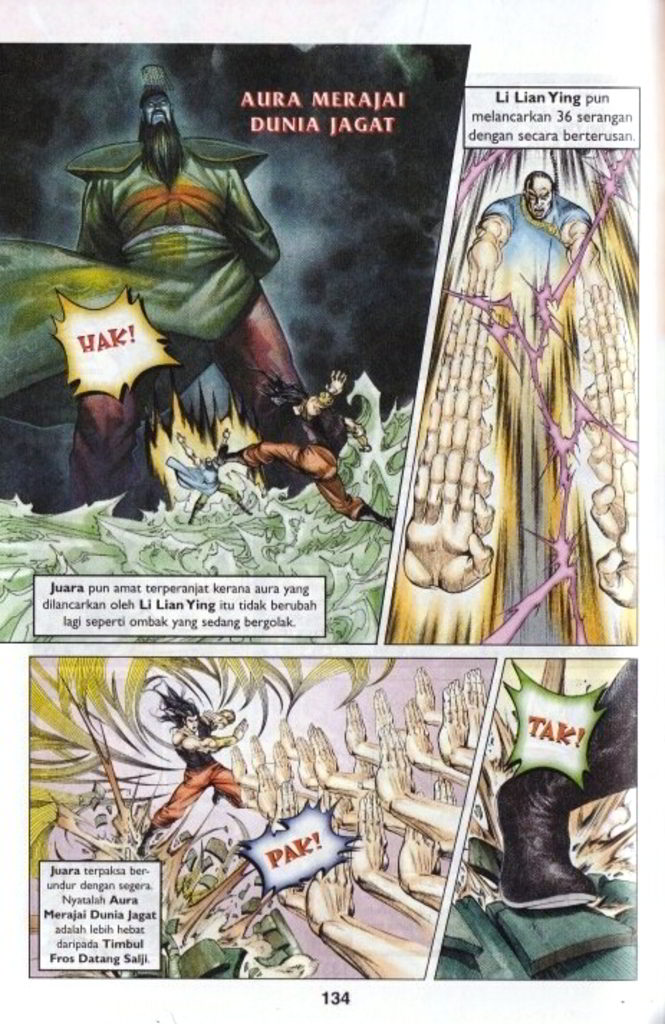 AURA MERAJAI
DUNIA JAGAT
Li Lian Ying pun
melancarkan 36 serangan
dengan secara berterusan.
HAK!
Juara pun amat terperanjat kerana aura yang
dilancarkan oleh Li Lian Ying itu tidak berubah
lagi seperti ombak yang sedang bergolak.
TAK!
PAK!
Juara terpaksa ber-
undur dengan segera.
Nyatalah Aura
Merajai Dunia Jagat
adalah lebih hebat
daripada Timbul
Fros Datang Salji.
134